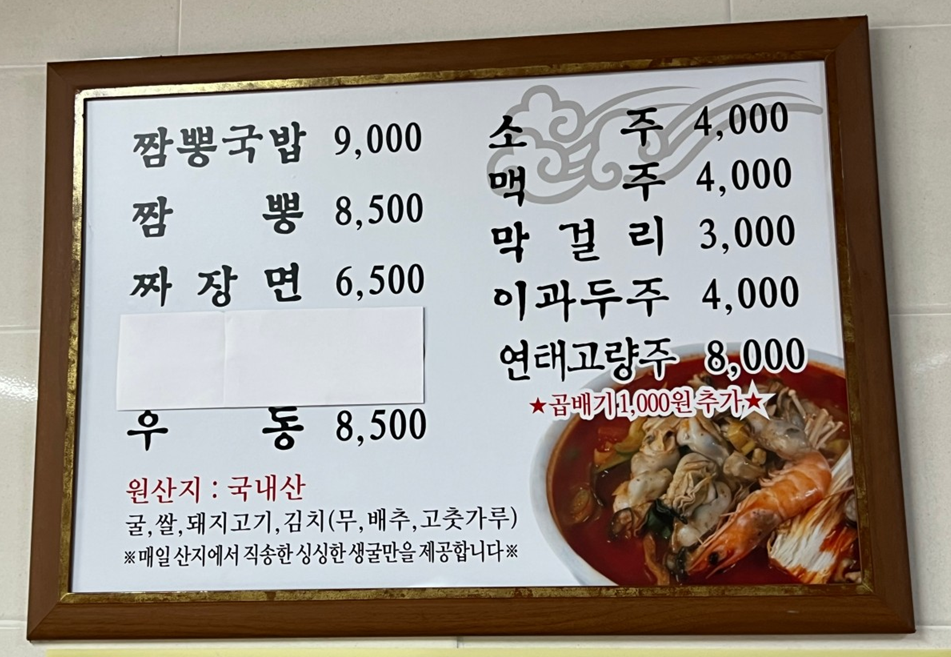 짬뽕국밥 9,000
짬뽕 8,500
짜장면 6,500
우동 8,500
원산지 : 국내산
굴,쌀,돼지고기,김치(무,배추,고춧가루)
※매일 산지에서 직송한 싱싱한 생굴만을 제공합니다※
소주 4,000
맥주 4,000
막걸리 3,000
이과두주 4,000
연태고량주 8,000
★곱배기 1,000원 추가★